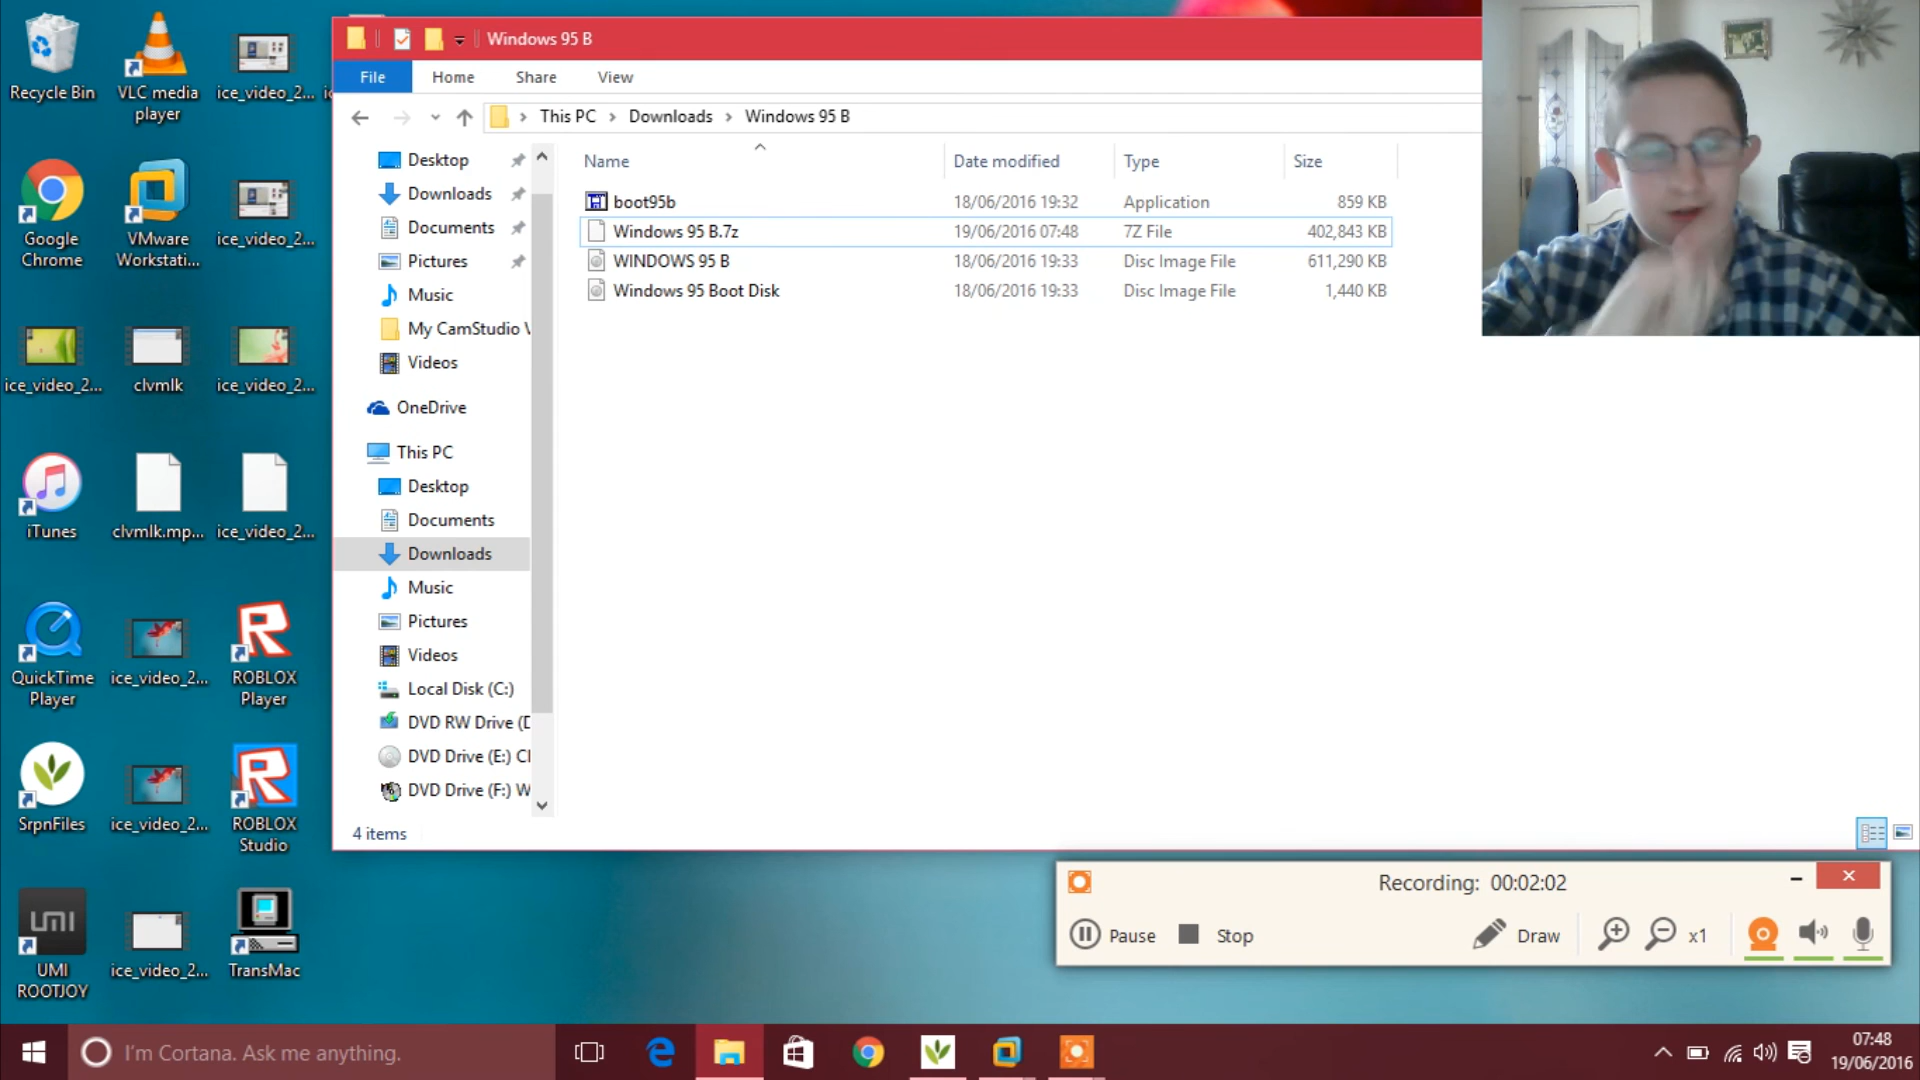 Recycle Bin
VLC media
player
ice_video_2...
Google
Chrome
VMware
Workstati...
ice_video_2...
ice_video_2...
clvmlk
ice_video_2...
iTunes
clvmlk.mp...
ice_video_2...
QuickTime
Player
ice_video_2...
ROBLOX
Player
SrpnFiles
ice_video_2...
ROBLOX
Studio
UMI
UMI
ROOTJOY
ice_video_2...
TransMac
Windows 95 B
File Home Share View
This PC > Downloads > Windows 95 B
Desktop
Downloads
Documents
Pictures
Music
My CamStudio V
Videos
OneDrive
This PC
Desktop
Documents
Downloads
Music
Pictures
Videos
Local Disk (C:)
DVD RW Drive (D
DVD Drive (E:) C
DVD Drive (F:) W
Name Date modified Type Size
boot95b 18/06/2016 19:32 Application 859 KB
Windows 95 B.7z 19/06/2016 07:48 7Z File 402,843 KB
WINDOWS 95 B 18/06/2016 19:33 Disc Image File 611,290 KB
Windows 95 Boot Disk 18/06/2016 19:33 Disc Image File 1,440 KB
4 items
Recording: 00:02:02
Pause Stop Draw x1
I'm Cortana. Ask me anything.
07:48
19/06/2016